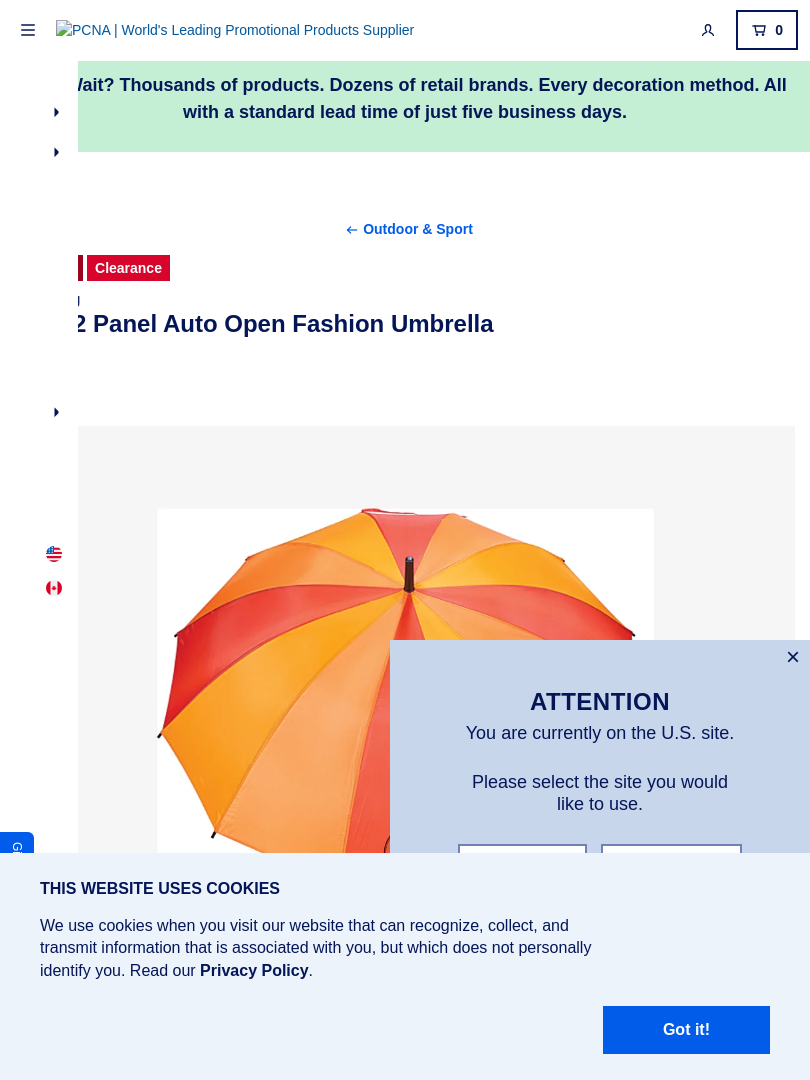 PCNA | World's Leading Promotional Products Supplier
0
Wait? Thousands of products. Dozens of retail brands. Every decoration method. All
with a standard lead time of just five business days.
Outdoor & Sport
Clearance
2 Panel Auto Open Fashion Umbrella
ATTENTION
You are currently on the U.S. site.
Please select the site you would
like to use.
THIS WEBSITE USES COOKIES
We use cookies when you visit our website that can recognize, collect, and
transmit information that is associated with you, but which does not personally
identify you. Read our Privacy Policy.
Got it!